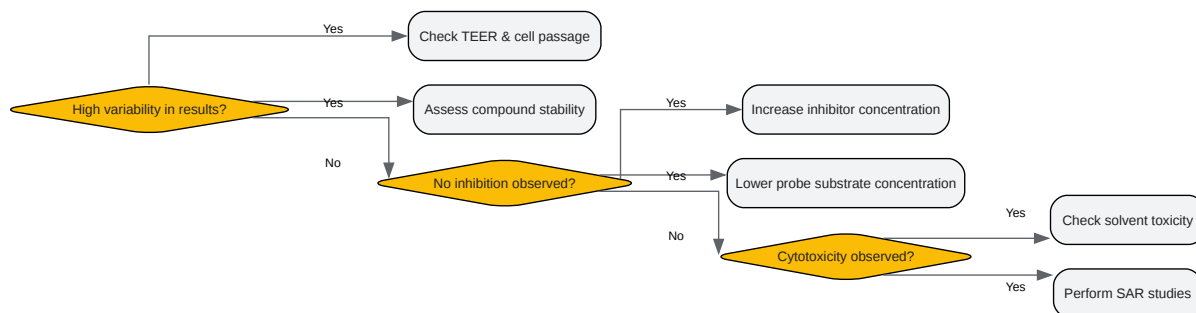 Yes
Check TEER & cell passage
High variability in results?
Yes
Assess compound stability
Yes
Increase inhibitor concentration
No
No inhibition observed?
Yes
Lower probe substrate concentration
Yes
Check solvent toxicity
No
Cytotoxicity observed?
Yes
Perform SAR studies